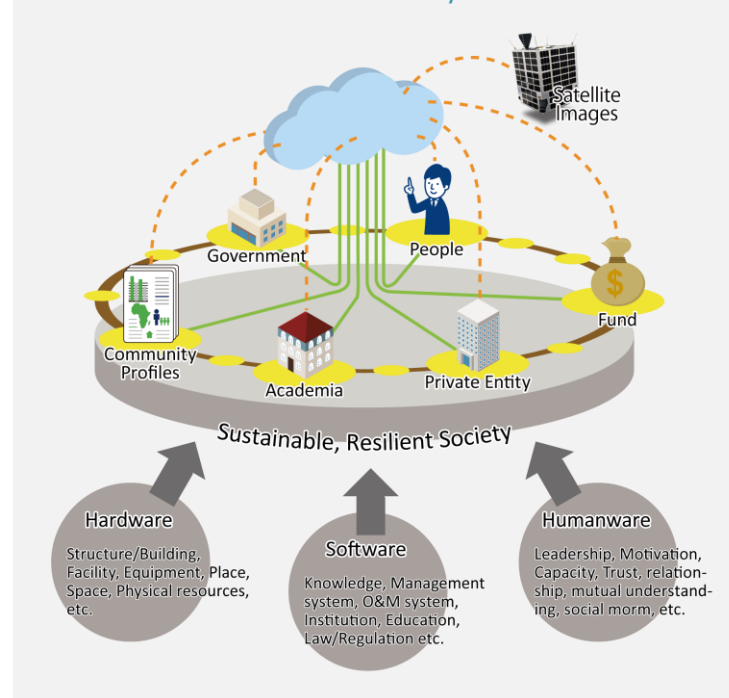 Satellite
Images
Government
People
Fund
Community
Profiles
Academia
Private Entity
Sustainable, Resilient Society
Hardware
Structure/Building,
Facility, Equipment, Place,
Space, Physical resources,
etc.
Software
Knowledge, Management
system, O&M system,
Institution, Education,
Law/Regulation etc.
Humanware
Leadership, Motivation,
Capacity, Trust, relation-
ship, mutual understand-
ing, social morm, etc.
$